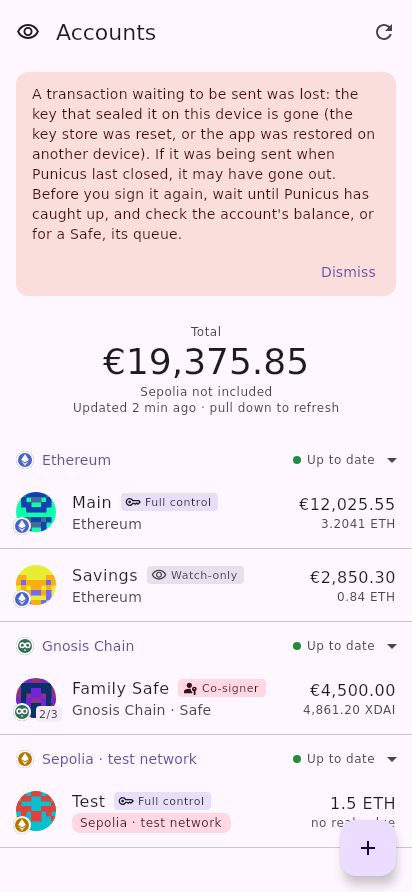 Accounts
A transaction waiting to be sent was lost: the
key that sealed it on this device is gone (the
key store was reset, or the app was restored on
another device). If it was being sent when
Punicus last closed, it may have gone out.
Before you sign it again, wait until Punicus has
caught up, and check the account's balance, or
for a Safe, its queue.
Dismiss
Total
€19,375.85
Sepolia not included
Updated 2 min ago · pull down to refresh
Ethereum Up to date
Main Full control €12,025.55
Ethereum 3.2041 ETH
Savings Watch-only €2,850.30
Ethereum 0.84 ETH
Gnosis Chain Up to date
Family Safe Co-signer €4,500.00
2/3 Gnosis Chain · Safe 4,861.20 XDAI
Sepolia · test network Up to date
Test Full control 1.5 ETH
Sepolia · test network no real